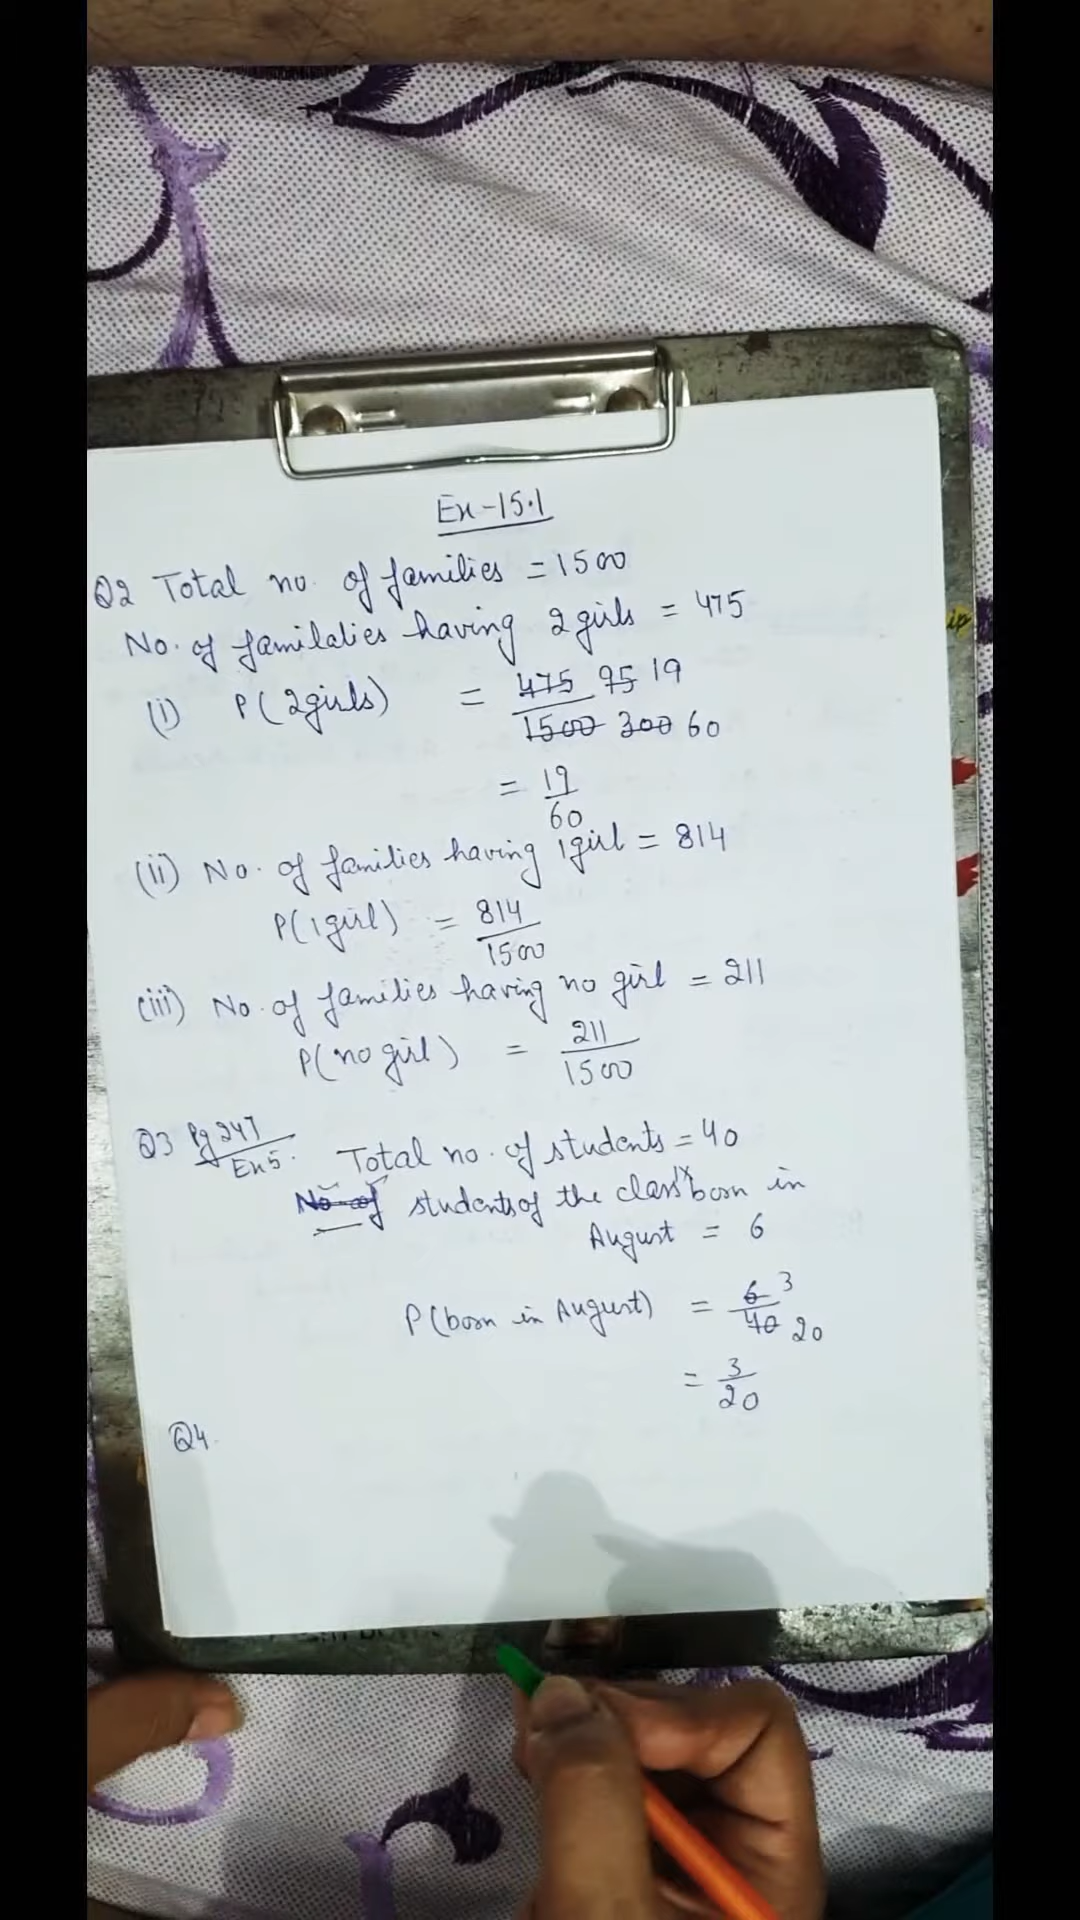 Ex-15.1
Q2 Total no. of families = 1500
No. of familaties having 2 girls = 475
(i) P(2girls) = 475 95 19
1500 300 60
= 19
60
(ii) No. of families having 1 girl = 814
P(1 girl) = 814
1500
(iii) No. of families having no girl = 211
P(no girl) = 211
1500
Q3 Pg 247
Ex 5. Total no. of students = 40
No of students of the class IX born in
August = 6
P(born in August) = 6 3
40 20
= 3
20
Q4.
ip